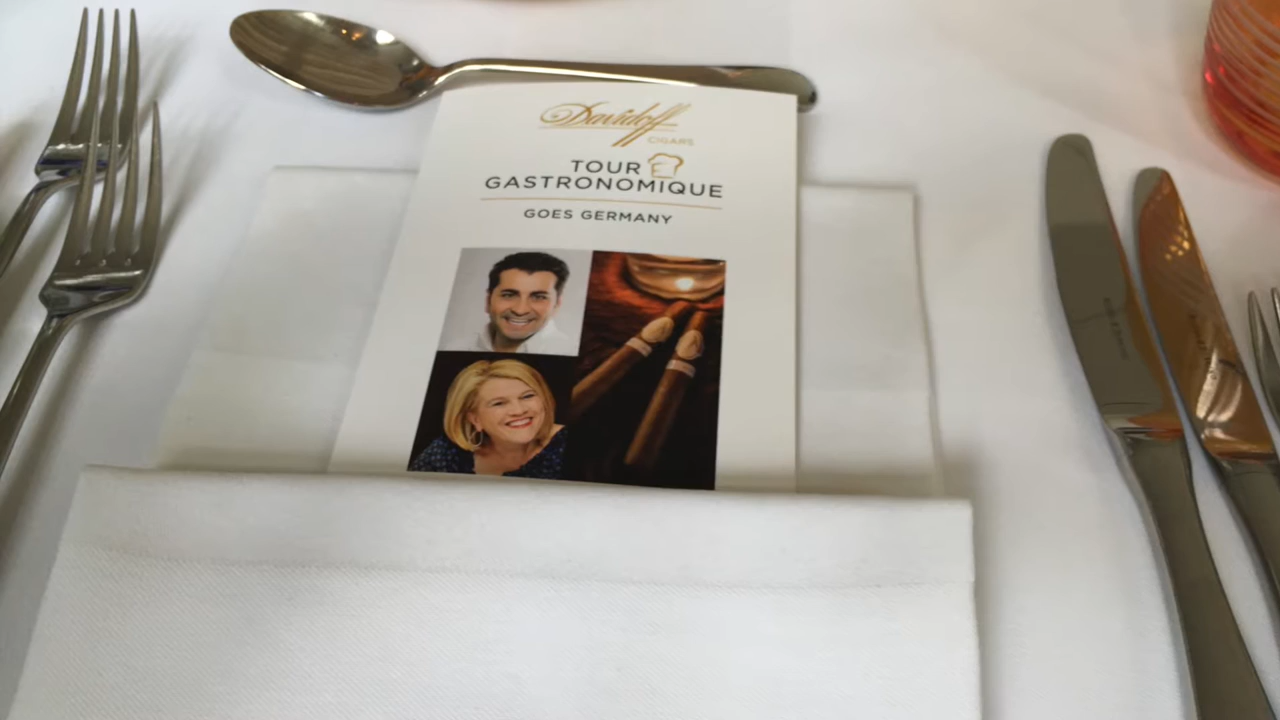 Davidoff
CIGARS
TOUR
GASTRONOMIQUE
GOES GERMANY